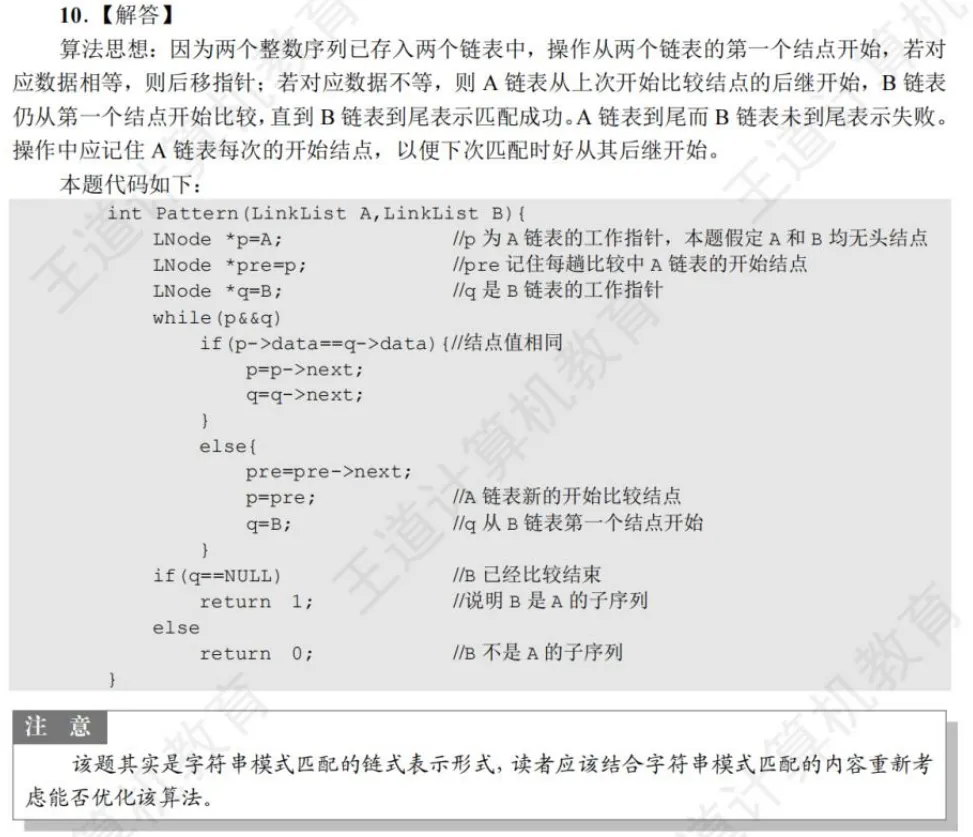 10.【解答】
算法思想：因为两个整数序列已存入两个链表中，操作从两个链表的第一个结点开始，若对
应数据相等，则后移指针；若对应数据不等，则 A 链表从上次开始比较结点的后继开始，B 链表
仍从第一个结点开始比较，直到 B 链表到尾表示匹配成功。A 链表到尾而 B 链表未到尾表示失败。
操作中应记住 A 链表每次的开始结点，以便下次匹配时好从其后继开始。
本题代码如下：
int Pattern(LinkList A,LinkList B){
LNode *p=A; //p 为 A 链表的工作指针，本题假定 A 和 B 均无头结点
LNode *pre=p; //pre 记住每趟比较中 A 链表的开始结点
LNode *q=B; //q 是 B 链表的工作指针
while(p&&q)
if(p->data==q->data){//结点值相同
p=p->next;
q=q->next;
}
else{
pre=pre->next;
p=pre; //A 链表新的开始比较结点
q=B; //q 从 B 链表第一个结点开始
}
if(q==NULL) //B 已经比较结束
return 1; //说明 B 是 A 的子序列
else
return 0; //B 不是 A 的子序列
}
注 意
该题其实是字符串模式匹配的链式表示形式，读者应该结合字符串模式匹配的内容重新考
虑能否优化该算法。
王道计算机教育